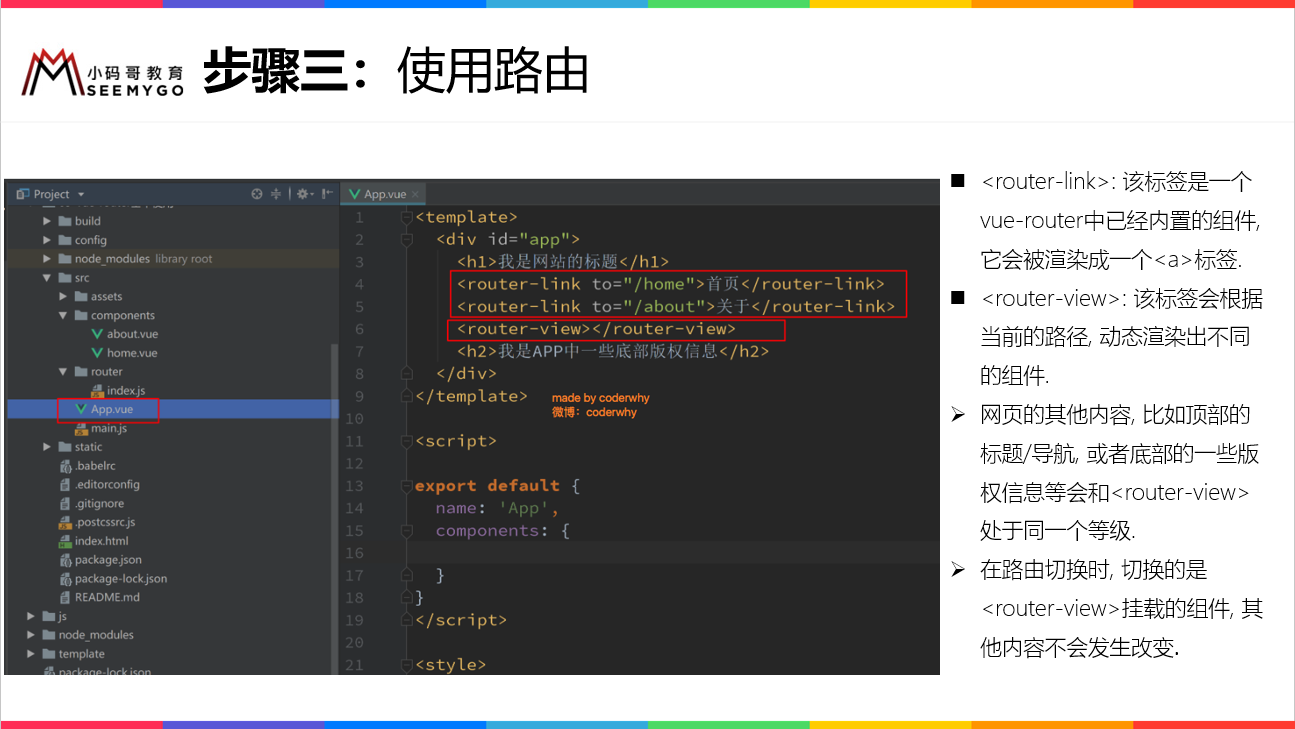 小码哥教育
SEEMYGO
步骤三：使用路由
Project
build
config
node_modules library root
src
assets
components
about.vue
home.vue
router
index.js
App.vue
main.js
static
.babelrc
.editorconfig
.gitignore
.postcssrc.js
index.html
package.json
package-lock.json
README.md
js
node_modules
template
package-lock.json
App.vue
1 <template>
2 <div id="app">
3 <h1>我是网站的标题</h1>
4 <router-link to="/home">首页</router-link>
5 <router-link to="/about">关于</router-link>
6 <router-view></router-view>
7 <h2>我是APP中一些底部版权信息</h2>
8 </div>
9 </template>
made by coderwhy
微博：coderwhy
10
11 <script>
12
13 export default {
14 name: 'App',
15 components: {
16
17 }
18 }
19 </script>
20
21 <style>
<router-link>: 该标签是一个
vue-router中已经内置的组件,
它会被渲染成一个<a>标签.
<router-view>: 该标签会根据
当前的路径, 动态渲染出不同
的组件.
网页的其他内容, 比如顶部的
标题/导航, 或者底部的一些版
权信息等会和<router-view>
处于同一个等级.
在路由切换时, 切换的是
<router-view>挂载的组件, 其
他内容不会发生改变.